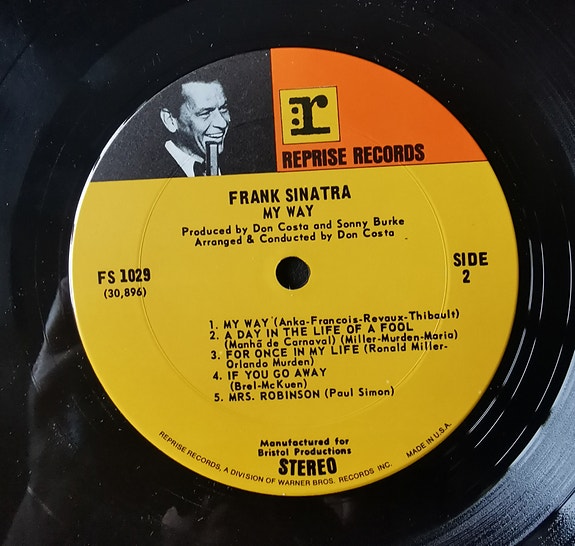 r
REPRISE RECORDS
FRANK SINATRA
MY WAY
Produced by Don Costa and Sonny Burke
Arranged & Conducted by Don Costa
FS 1029
(30,896)
SIDE
2
1. MY WAY (Anka-Francois-Revaux-Thibault)
2. A DAY IN THE LIFE OF A FOOL
(Manhã de Carnaval) (Miller-Murden-Maria)
3. FOR ONCE IN MY LIFE (Ronald Miller-
Orlando Murden)
4. IF YOU GO AWAY
(Brel-McKuen)
5. MRS. ROBINSON (Paul Simon)
Manufactured for
Bristol Productions
STEREO
REPRISE RECORDS, A DIVISION OF WARNER BROS. RECORDS INC. MADE IN U.S.A.